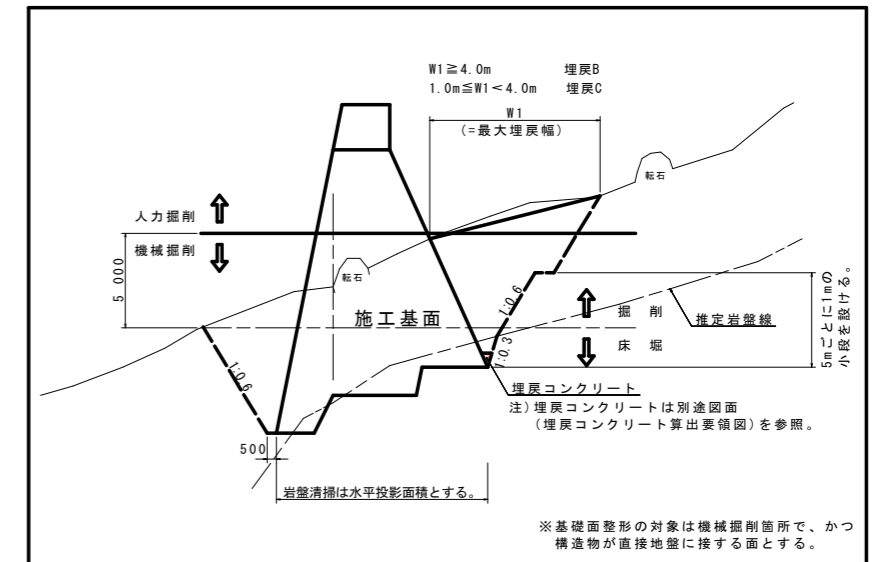 W1≧4.0m 埋戻B
1.0m≦W1<4.0m 埋戻C
W1
(=最大埋戻幅)
転石
人力掘削
機械掘削
5 000
転石
施工基面
1:0.6
1:0.6
1:0.3
掘 削
床 堀
推定岩盤線
5mごとに1mの
小段を設ける。
埋戻コンクリート
注)埋戻コンクリートは別途図面
(埋戻コンクリート算出要領図)を参照。
500
岩盤清掃は水平投影面積とする。
※基礎面整形の対象は機械掘削箇所で、かつ
構造物が直接地盤に接する面とする。